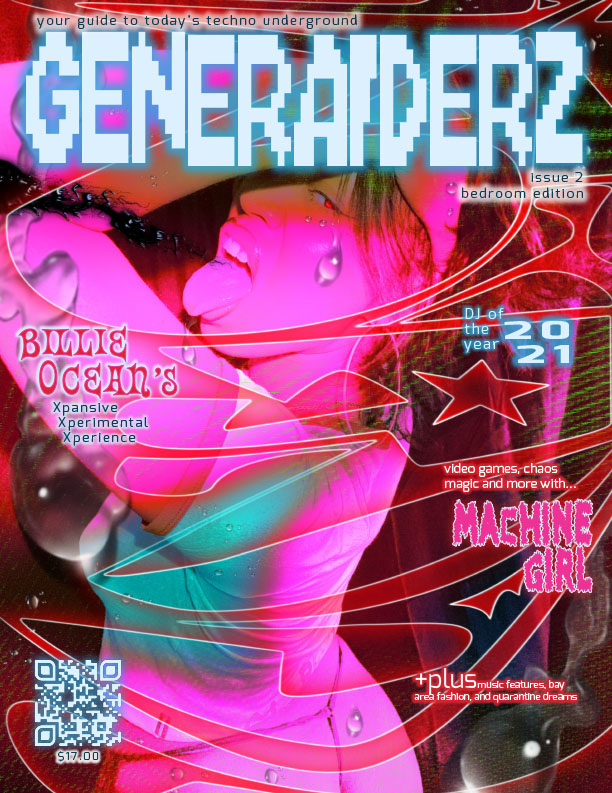 your guide to today's techno underground
GENERAIDERZ
issue 2
bedroom edition
DJ of
the
year
20
21
BILLIE
OCEAN'S
Xpansive
Xperimental
Xperience
video games, chaos
magic and more with...
MACHINE
GIRL
+plus music features, bay
area fashion, and quarantine dreams
$17.00